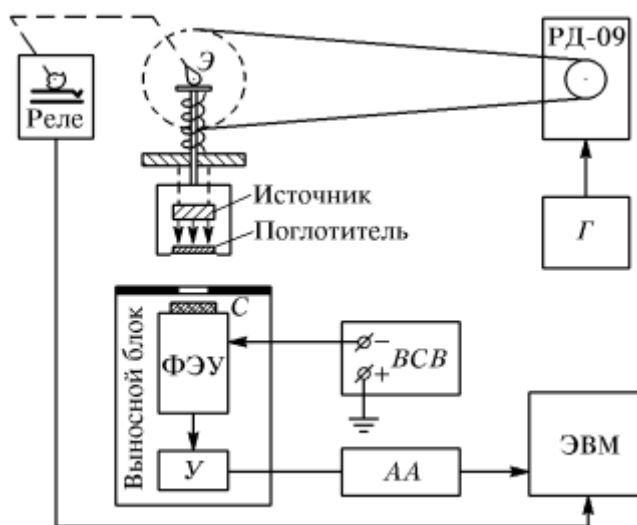 Э
РД-09
Реле
Источник
Поглотитель
Г
С
Выносной блок
ФЭУ
−
+
ВСВ
У
АА
ЭВМ